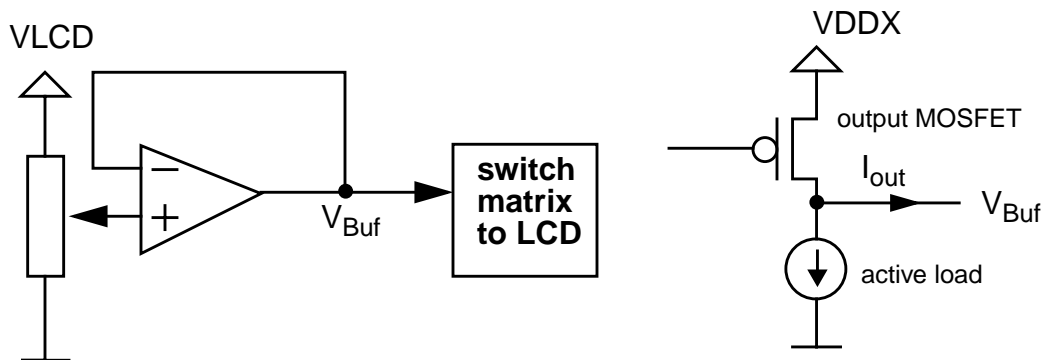 VLCD
−
+
V_Buf
switch
matrix
to LCD
VDDX
output MOSFET
I_out
V_Buf
active load